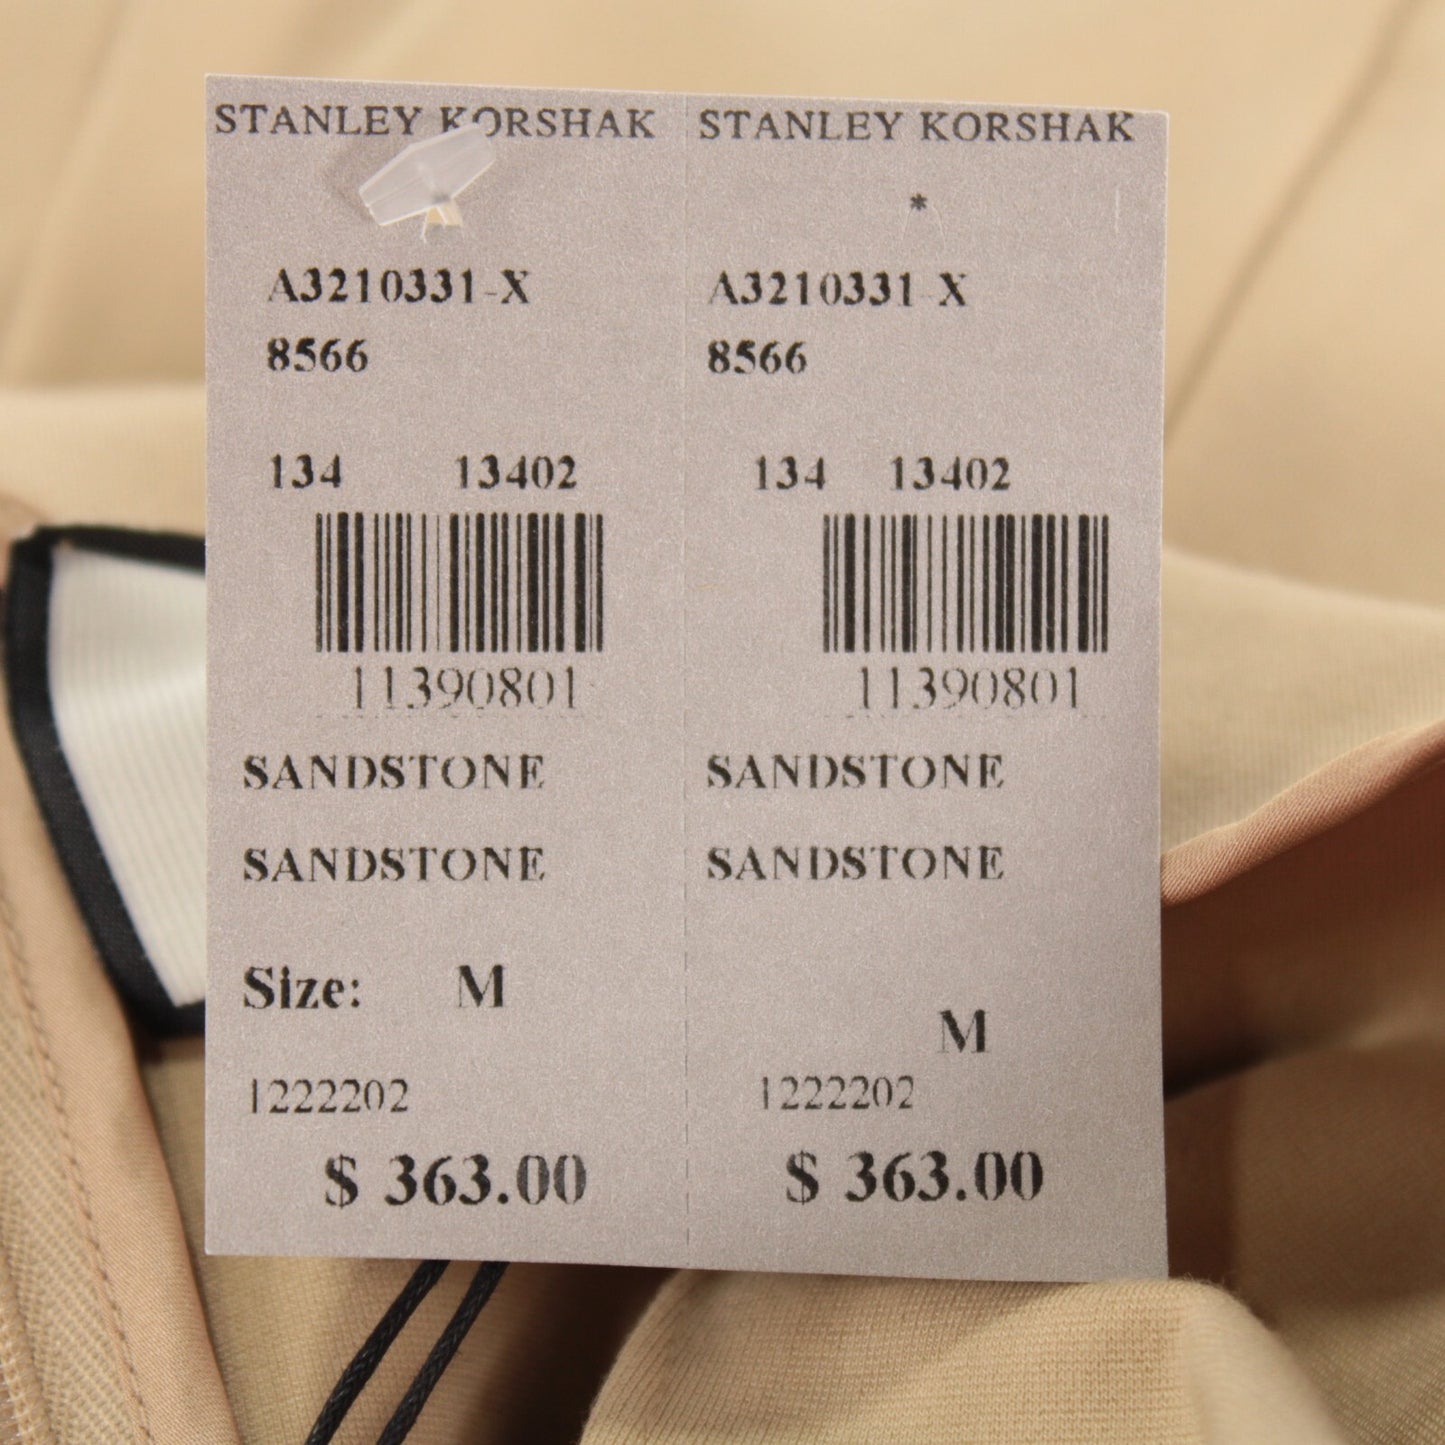 STANLEY KORSHAK
A3210331-X
8566
134 13402
11390801
SANDSTONE
SANDSTONE
Size: M
1222202
$ 363.00
STANLEY KORSHAK
*
A3210331 X
8566
134 13402
11390801
SANDSTONE
SANDSTONE
M
1222202
$ 363.00